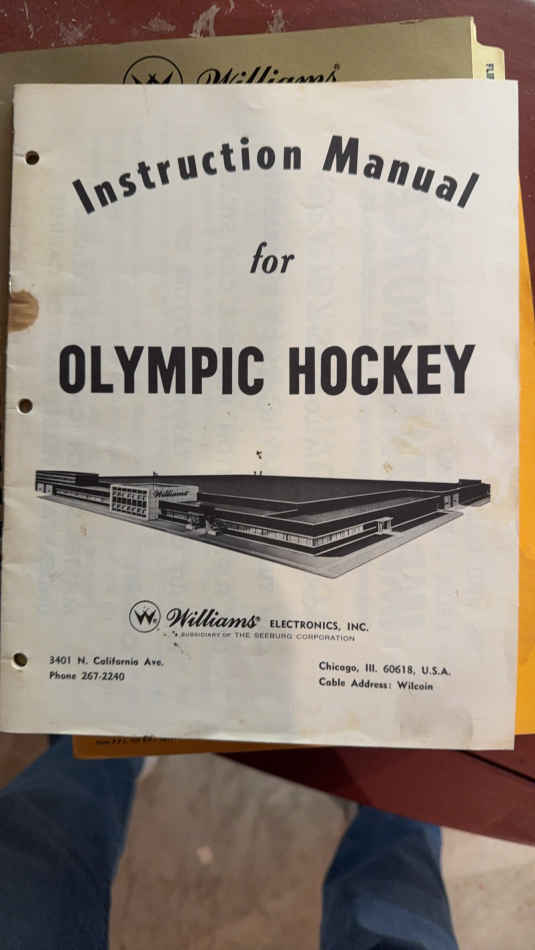 Williams®
Instruction Manual
for
OLYMPIC HOCKEY
Williams
Williams® ELECTRONICS, INC.
SUBSIDIARY OF THE SEEBURG CORPORATION
3401 N. California Ave.
Phone 267-2240
Chicago, Ill. 60618, U.S.A.
Cable Address: Wilcoin